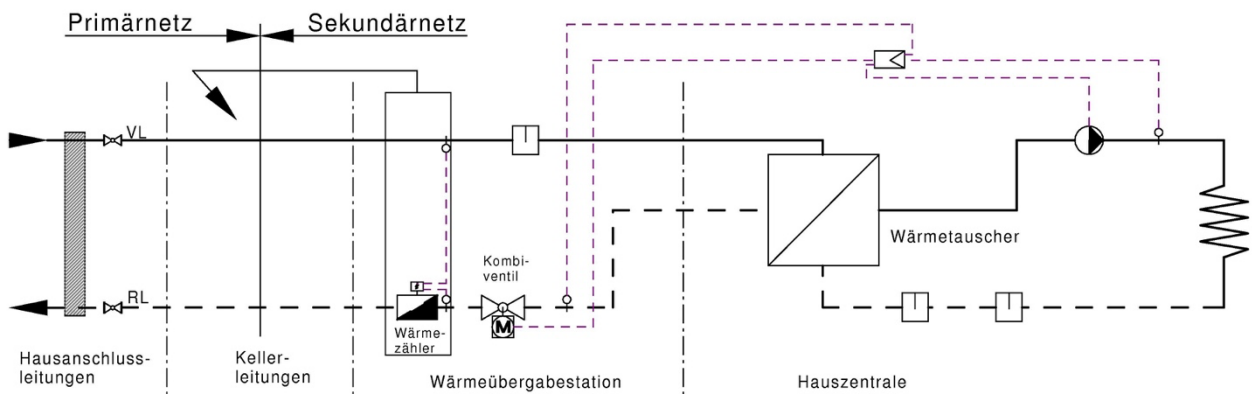 Primärnetz
Sekundärnetz
VL
Wärmetauscher
Kombi-
ventil
RL
M
Wärme-
zähler
Hausanschluss-
leitungen
Keller-
leitungen
Wärmeübergabestation
Hauszentrale